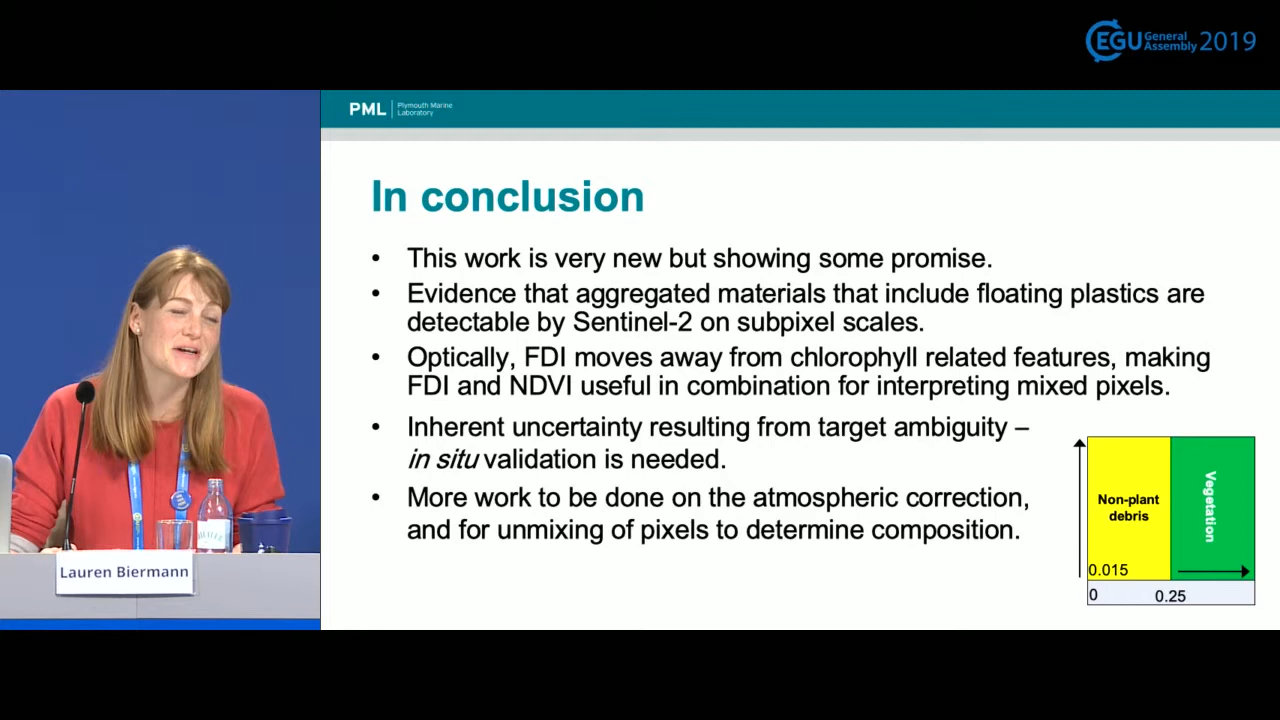 EGU General Assembly 2019
PML Plymouth Marine Laboratory
In conclusion
• This work is very new but showing some promise.
• Evidence that aggregated materials that include floating plastics are
detectable by Sentinel-2 on subpixel scales.
• Optically, FDI moves away from chlorophyll related features, making
FDI and NDVI useful in combination for interpreting mixed pixels.
• Inherent uncertainty resulting from target ambiguity –
in situ validation is needed.
• More work to be done on the atmospheric correction,
and for unmixing of pixels to determine composition.
Non-plant
debris
Vegetation
0.015
0
0.25
Lauren Biermann